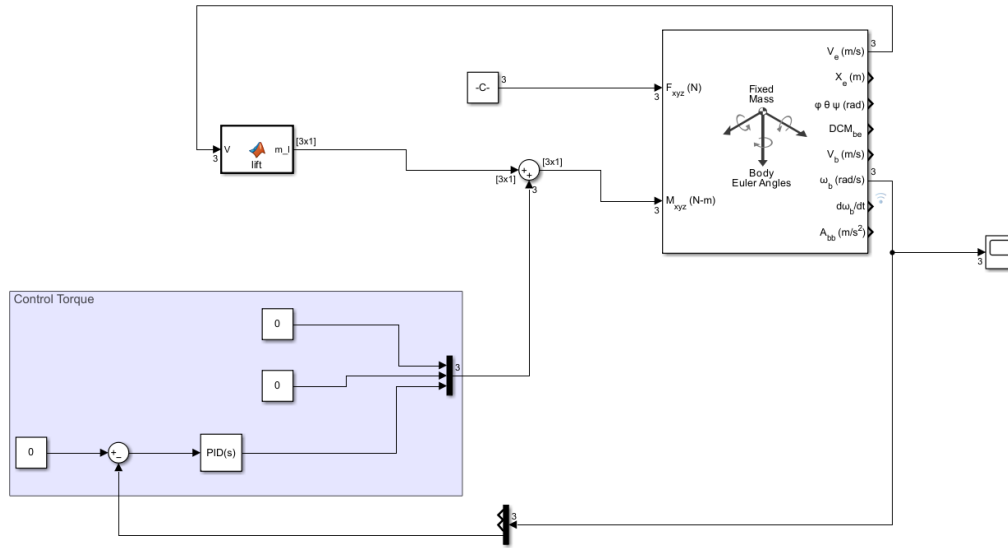 3
V_e (m/s)
X_e (m)
-C-
3
3
F_xyz (N)
Fixed
Mass
φ θ ψ (rad)
DCM_be
V
3
lift
m_l
[3x1]
[3x1]
+
+
[3x1]
3
3
M_xyz (N-m)
Body
Euler Angles
V_b (m/s)
3
ω_b (rad/s)
dω_b/dt
A_bb (m/s²)
3
Control Torque
0
0
3
0
+
−
PID(s)
3